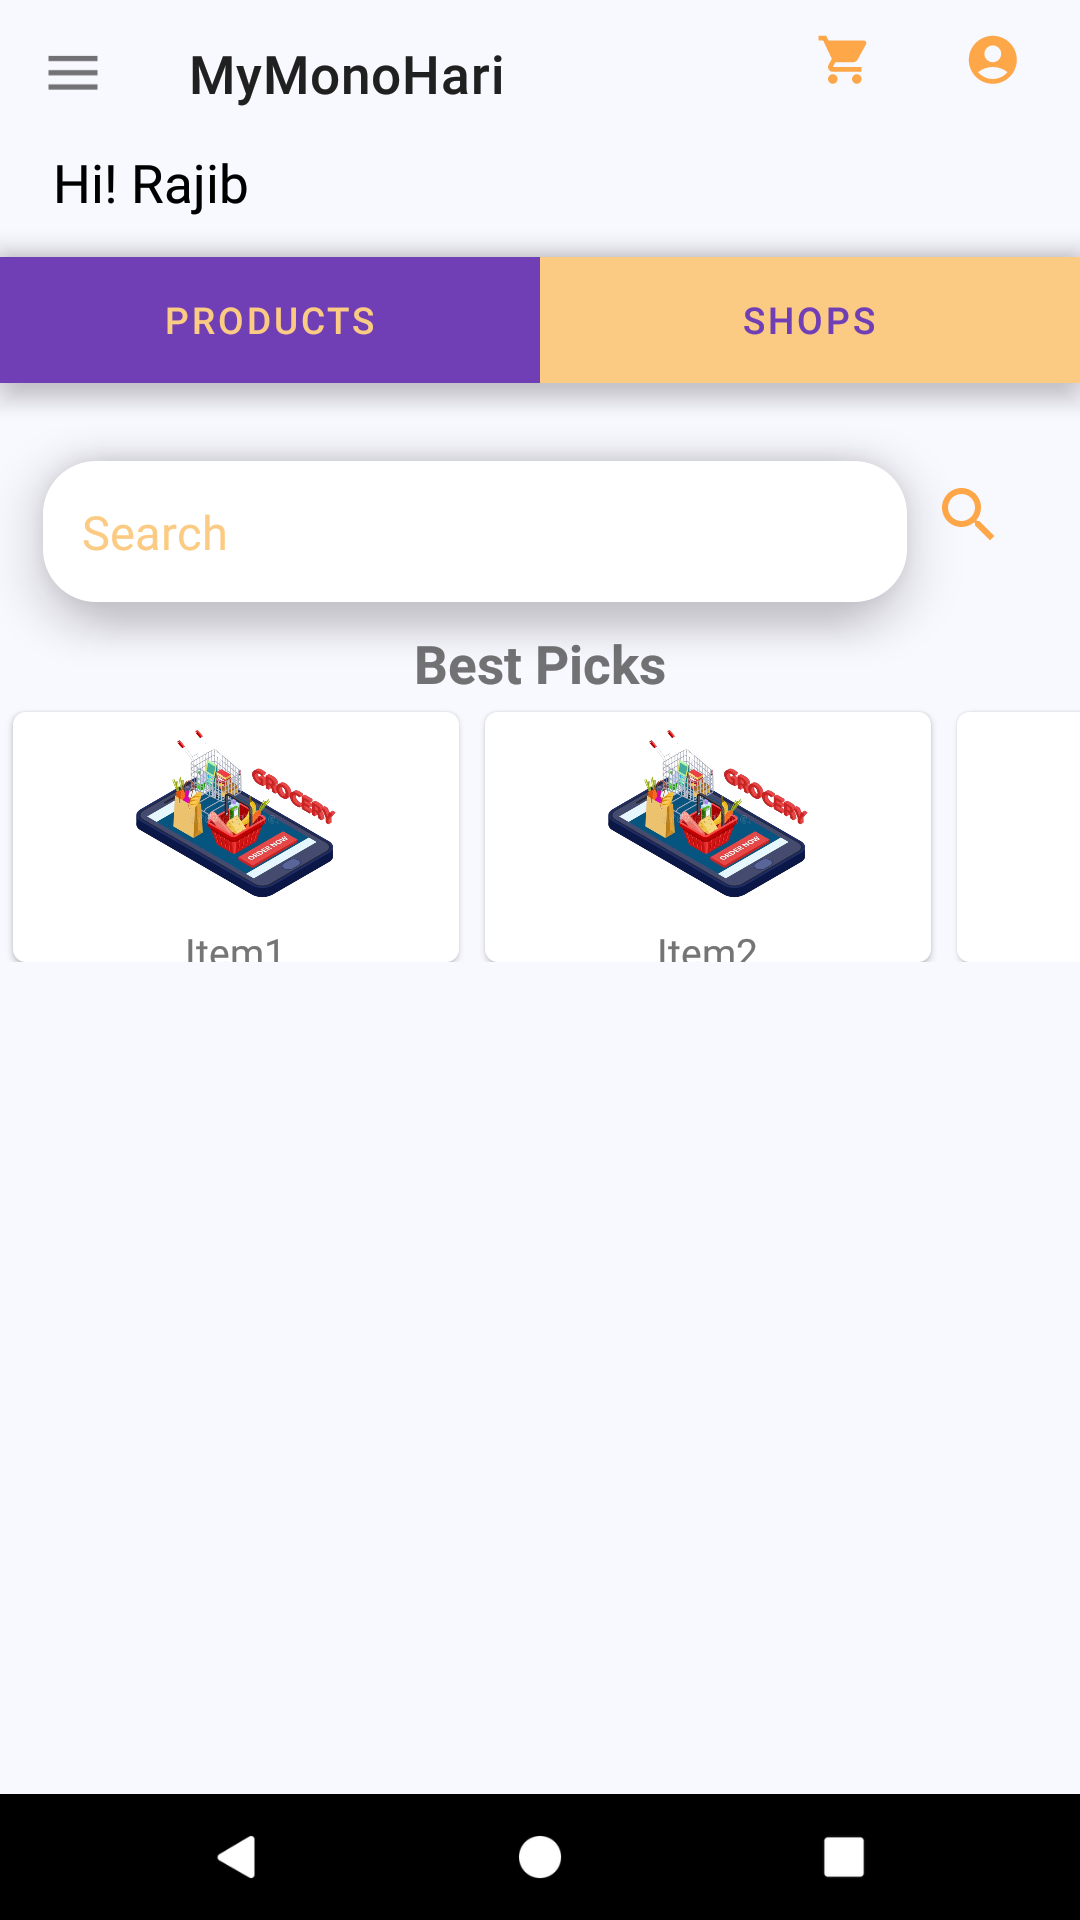 MyMonoHari
Hi! Rajib
PRODUCTS SHOPS
Search
Best Picks
GROCERY GROCERY
ORDER NOW ORDER NOW
Item1 Item2